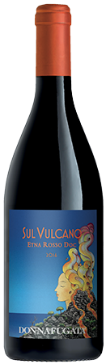 SUL VULCANO
ETNA ROSSO DOC
DONNAFUGATA